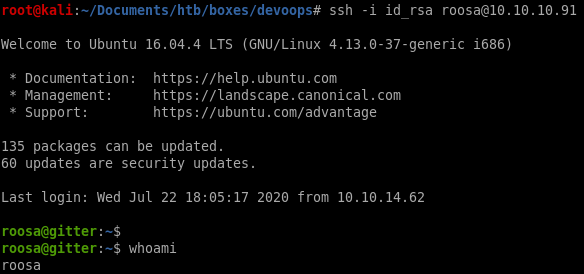 root@kali:~/Documents/htb/boxes/devoops# ssh -i id_rsa roosa@10.10.10.91
Welcome to Ubuntu 16.04.4 LTS (GNU/Linux 4.13.0-37-generic i686)
* Documentation:  https://help.ubuntu.com
* Management:     https://landscape.canonical.com
* Support:        https://ubuntu.com/advantage
135 packages can be updated.
60 updates are security updates.
Last login: Wed Jul 22 18:05:17 2020 from 10.10.14.62
roosa@gitter:~$
roosa@gitter:~$ whoami
roosa